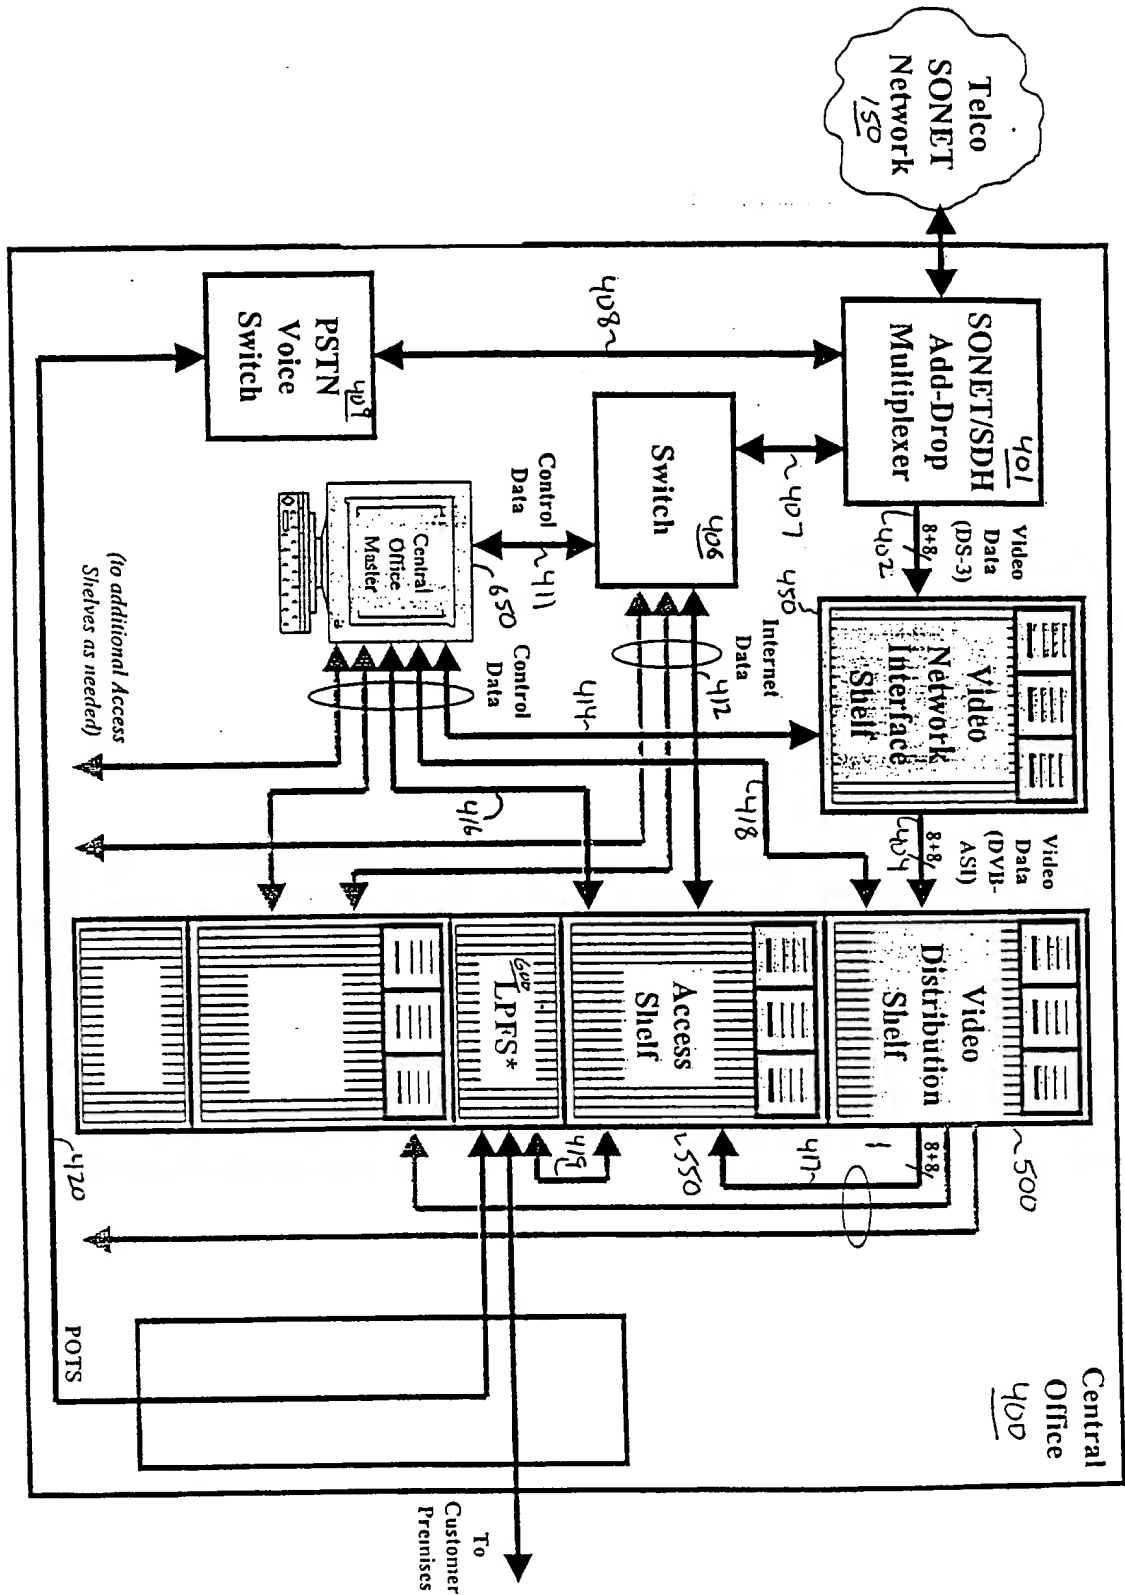 Telco
SONET
Network
150
Central
Office
400
SONET/SDH
Add-Drop
Multiplexer
401
Video
Data
(DS-3)
8+8
402
450
Video
Network
Interface
Shelf
Video
Data
(DVB-
ASI)
8+8
404
Video
Distribution
Shelf
500
8+8
417
408
407
Switch
406
Internet
Data
412
414
418
Access
Shelf
550
419
PSTN
Voice
Switch
409
Control
Data
411
Central
Office
Master
650
Control
Data
416
600
LPFS*
(to additional Access
Shelves as needed)
420
POTS
To
Customer
Premises